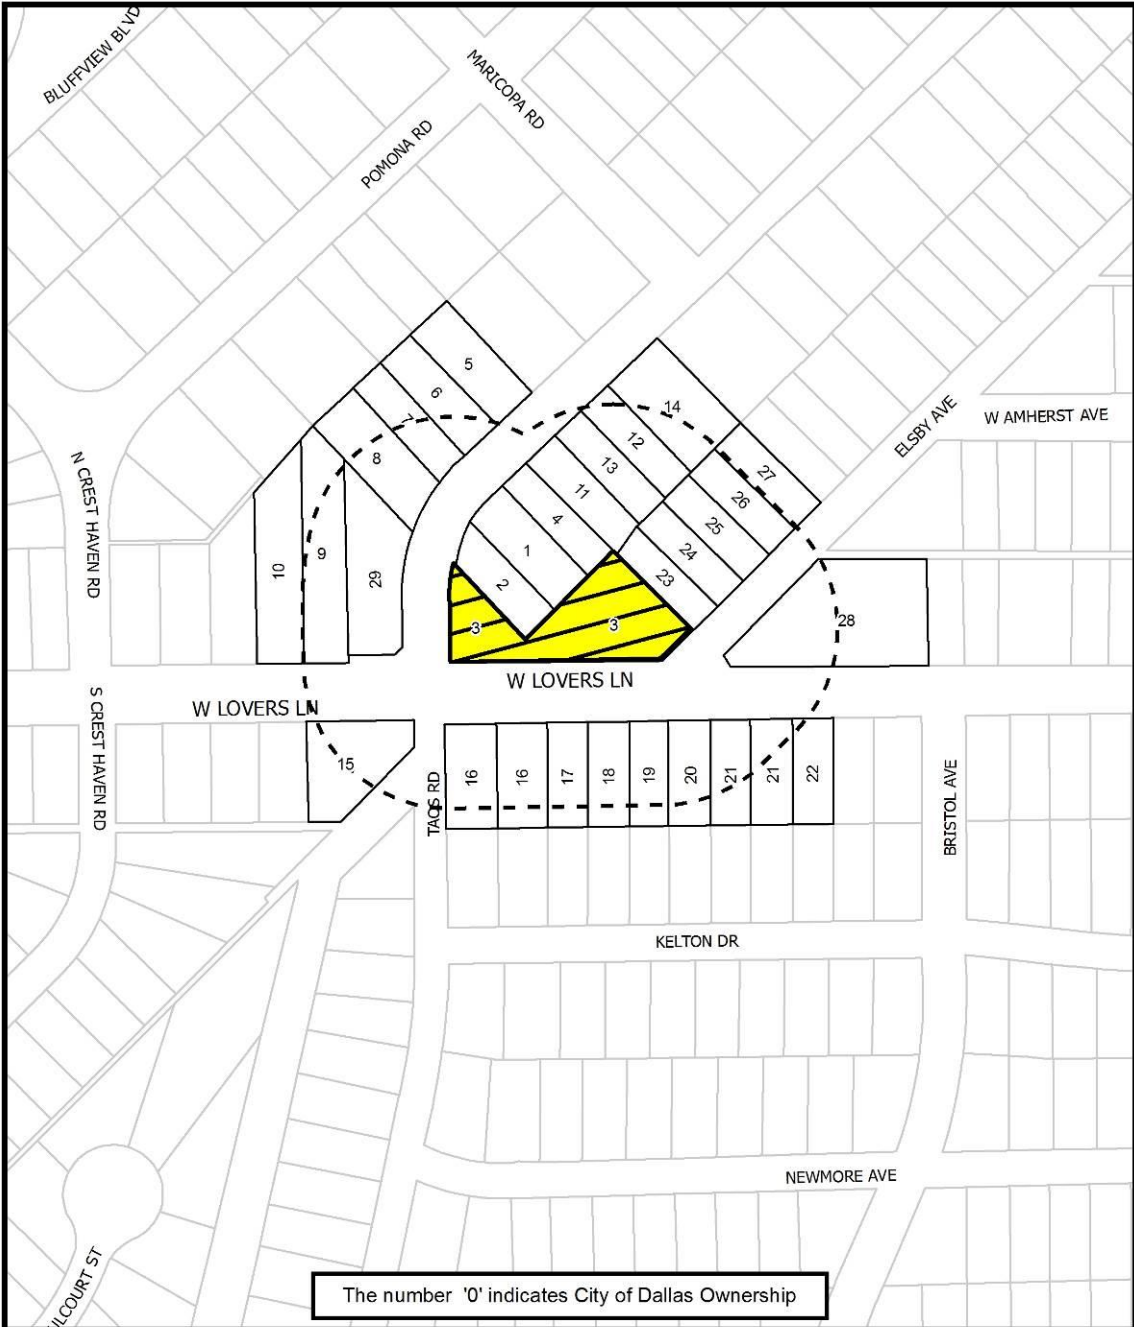 BLUFFVIEW BLVD
MARICOPA RD
POMONA RD
5
6
7
8
14
12
13
11
4
1
2
27
26
25
24
23
ELSBY AVE
W AMHERST AVE
N CREST HAVEN RD
10
9
29
3
3
28
W LOVERS LN
W LOVERS LN
S CREST HAVEN RD
15
TAOS RD
16
16
17
18
19
20
21
21
22
BRISTOL AVE
KELTON DR
NEWMORE AVE
ULCOURT ST
The number '0' indicates City of Dallas Ownership